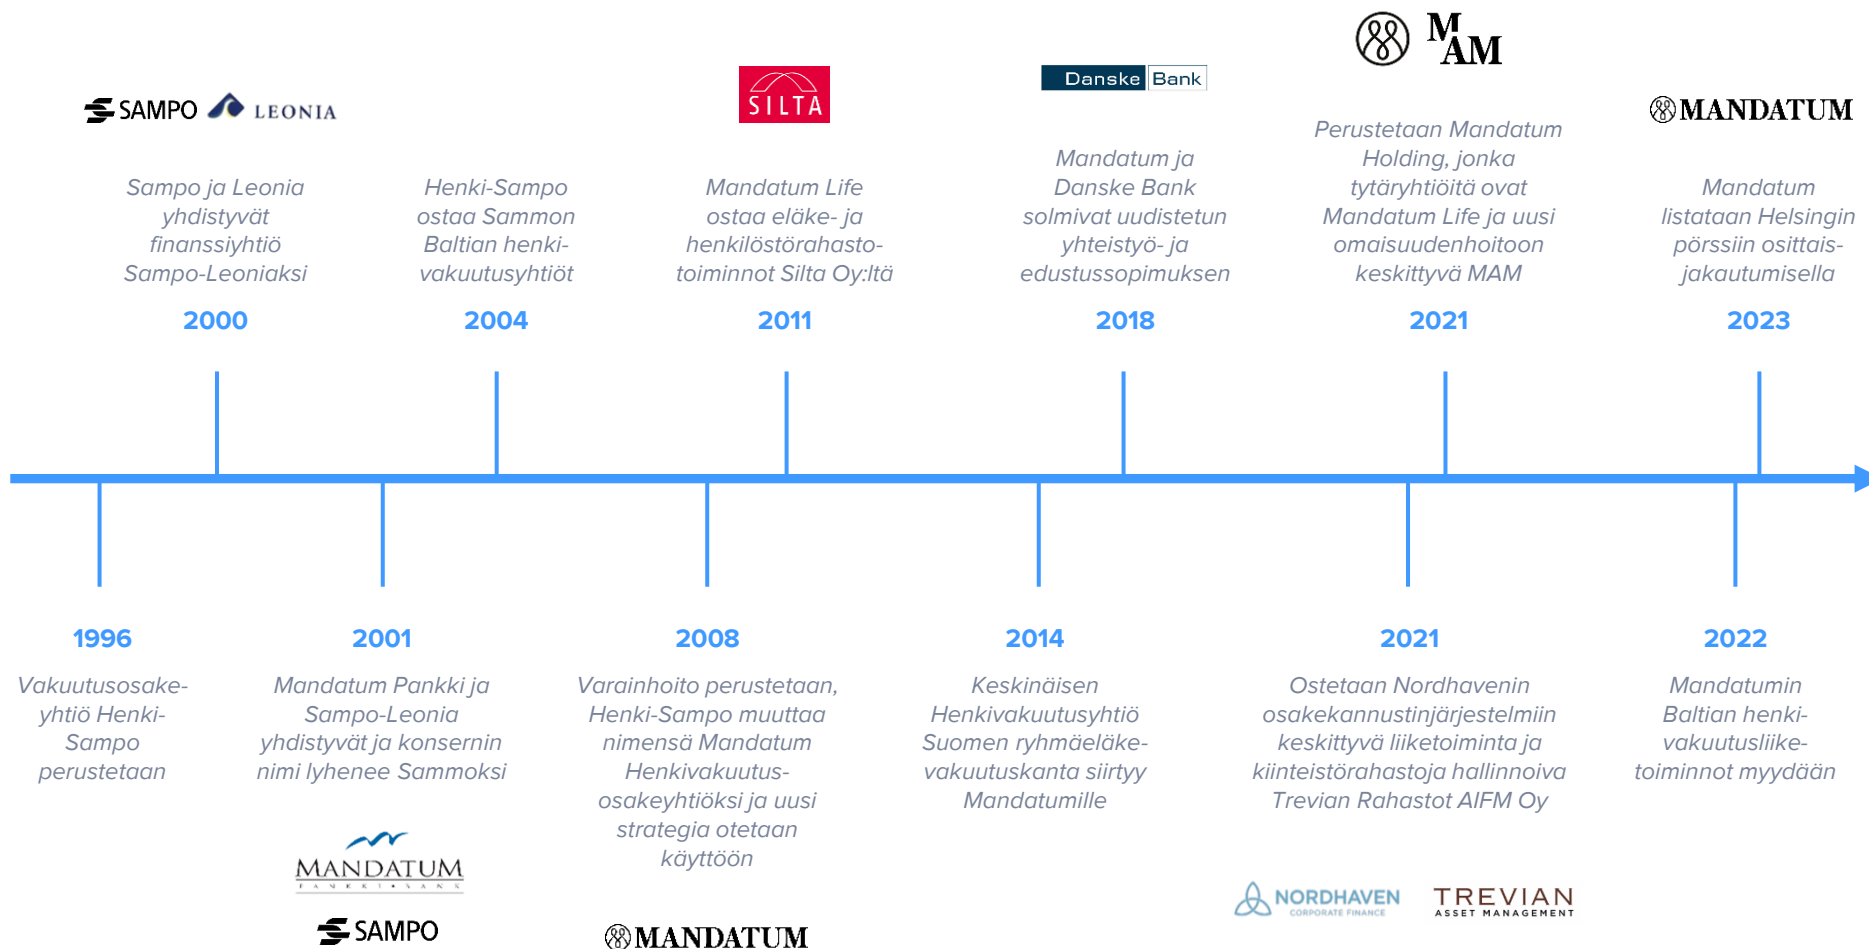 SAMPO LEONIA
Sampo ja Leonia
yhdistyvät
finanssiyhtiö
Sampo-Leoniaksi
2000
Henki-Sampo
ostaa Sammon
Baltian henki-
vakuutusyhtiöt
2004
SILTA
Mandatum Life
ostaa eläke- ja
henkilöstörahasto-
toiminnot Silta Oy:ltä
2011
Danske Bank
Mandatum ja
Danske Bank
solmivat uudistetun
yhteistyö- ja
edustussopimuksen
2018
M
AM
Perustetaan Mandatum
Holding, jonka
tytäryhtiöitä ovat
Mandatum Life ja uusi
omaisuudenhoitoon
keskittyvä MAM
2021
MANDATUM
Mandatum
listataan Helsingin
pörssiin osittais-
jakautumisella
2023
1996
Vakuutusosake-
yhtiö Henki-
Sampo
perustetaan
2001
Mandatum Pankki ja
Sampo-Leonia
yhdistyvät ja konsernin
nimi lyhenee Sammoksi
MANDATUM
PANKKI • BANK
SAMPO
2008
Varainhoito perustetaan,
Henki-Sampo muuttaa
nimensä Mandatum
Henkivakuutus-
osakeyhtiöksi ja uusi
strategia otetaan
käyttöön
MANDATUM
2014
Keskinäisen
Henkivakuutusyhtiö
Suomen ryhmäeläke-
vakuutuskanta siirtyy
Mandatumille
2021
Ostetaan Nordhavenin
osakekannustinjärjestelmiin
keskittyvä liiketoiminta ja
kiinteistörahastoja hallinnoiva
Trevian Rahastot AIFM Oy
NORDHAVEN
CORPORATE FINANCE
TREVIAN
ASSET MANAGEMENT
2022
Mandatumin
Baltian henki-
vakuutusliike-
toiminnot myydään